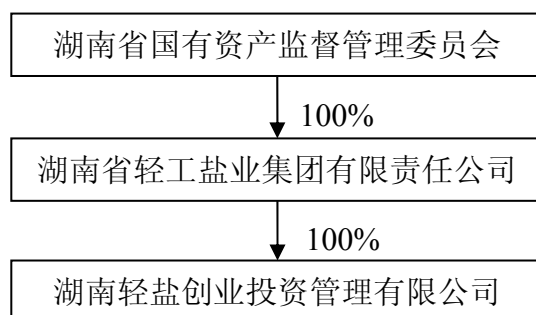 湖南省国有资产监督管理委员会
100%
湖南省轻工盐业集团有限责任公司
100%
湖南轻盐创业投资管理有限公司